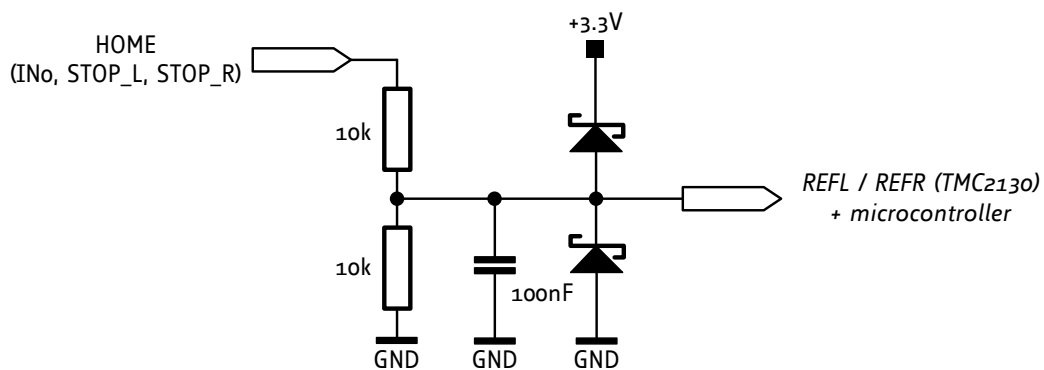 +3.3V
HOME
(IN0, STOP_L, STOP_R)
10k
REFL / REFR (TMC2130)
+ microcontroller
10k
100nF
GND
GND
GND